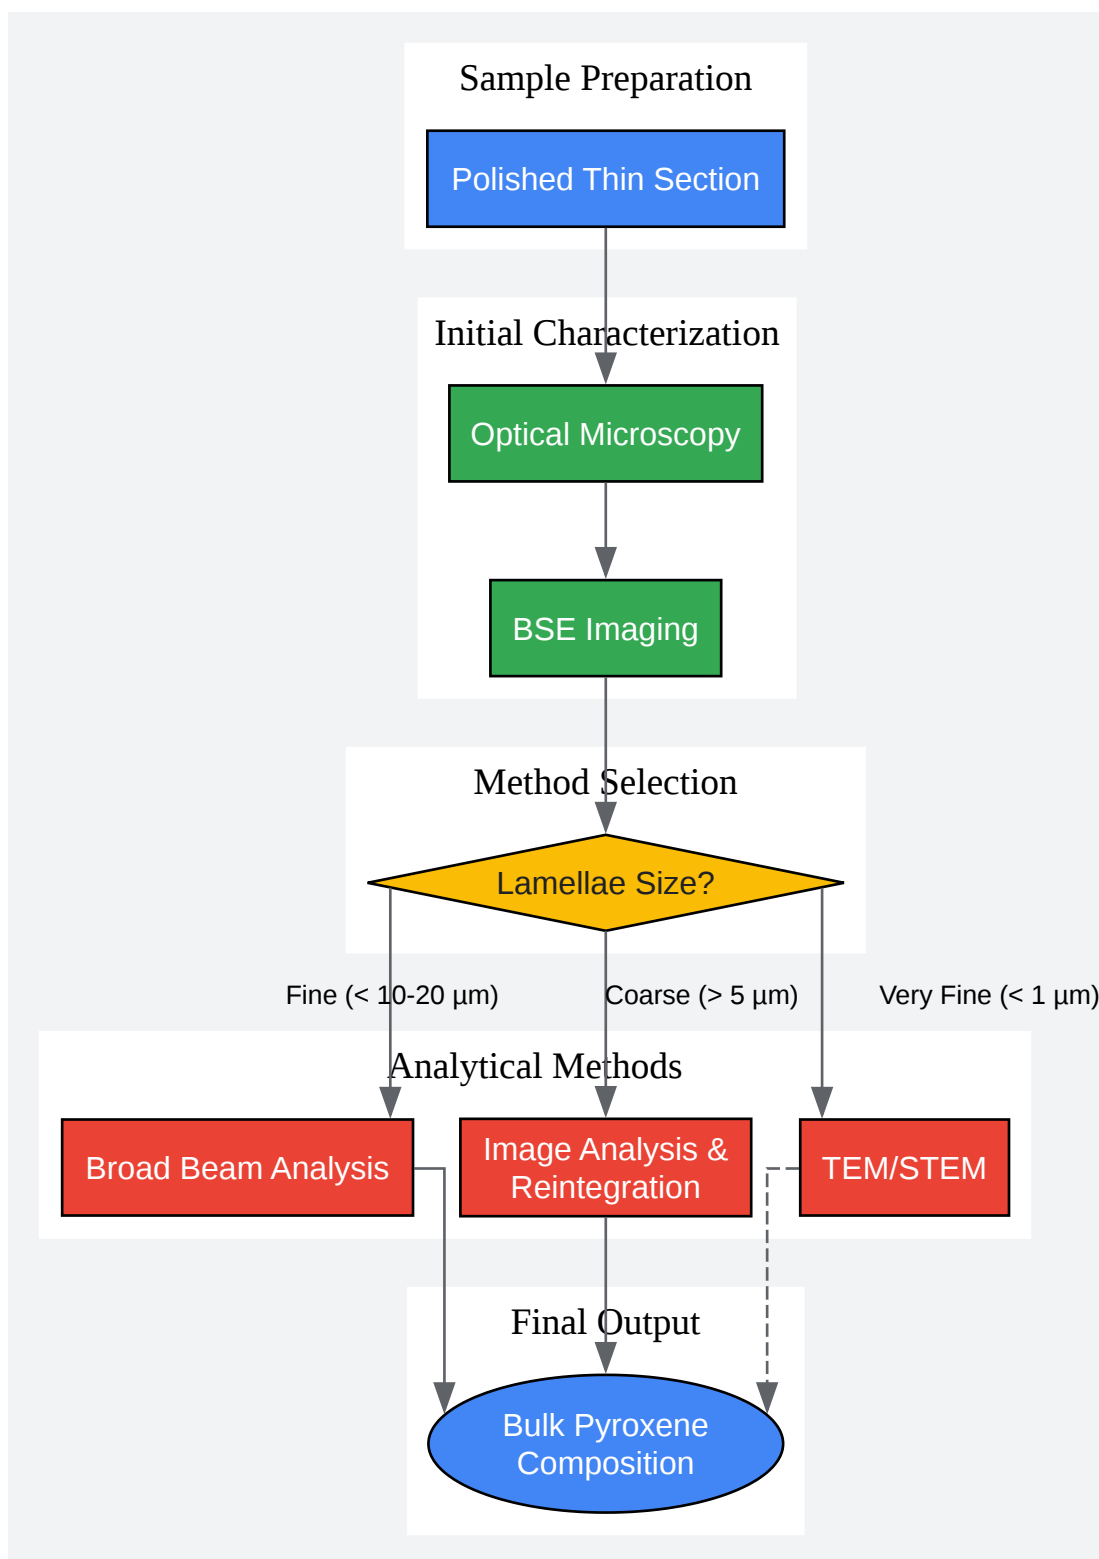 Sample Preparation
Polished Thin Section
Initial Characterization
Optical Microscopy
BSE Imaging
Method Selection
Lamellae Size?
Fine (< 10-20 µm)
Coarse (> 5 µm)
Very Fine (< 1 µm)
Analytical Methods
Broad Beam Analysis
Image Analysis &
Reintegration
TEM/STEM
Final Output
Bulk Pyroxene
Composition